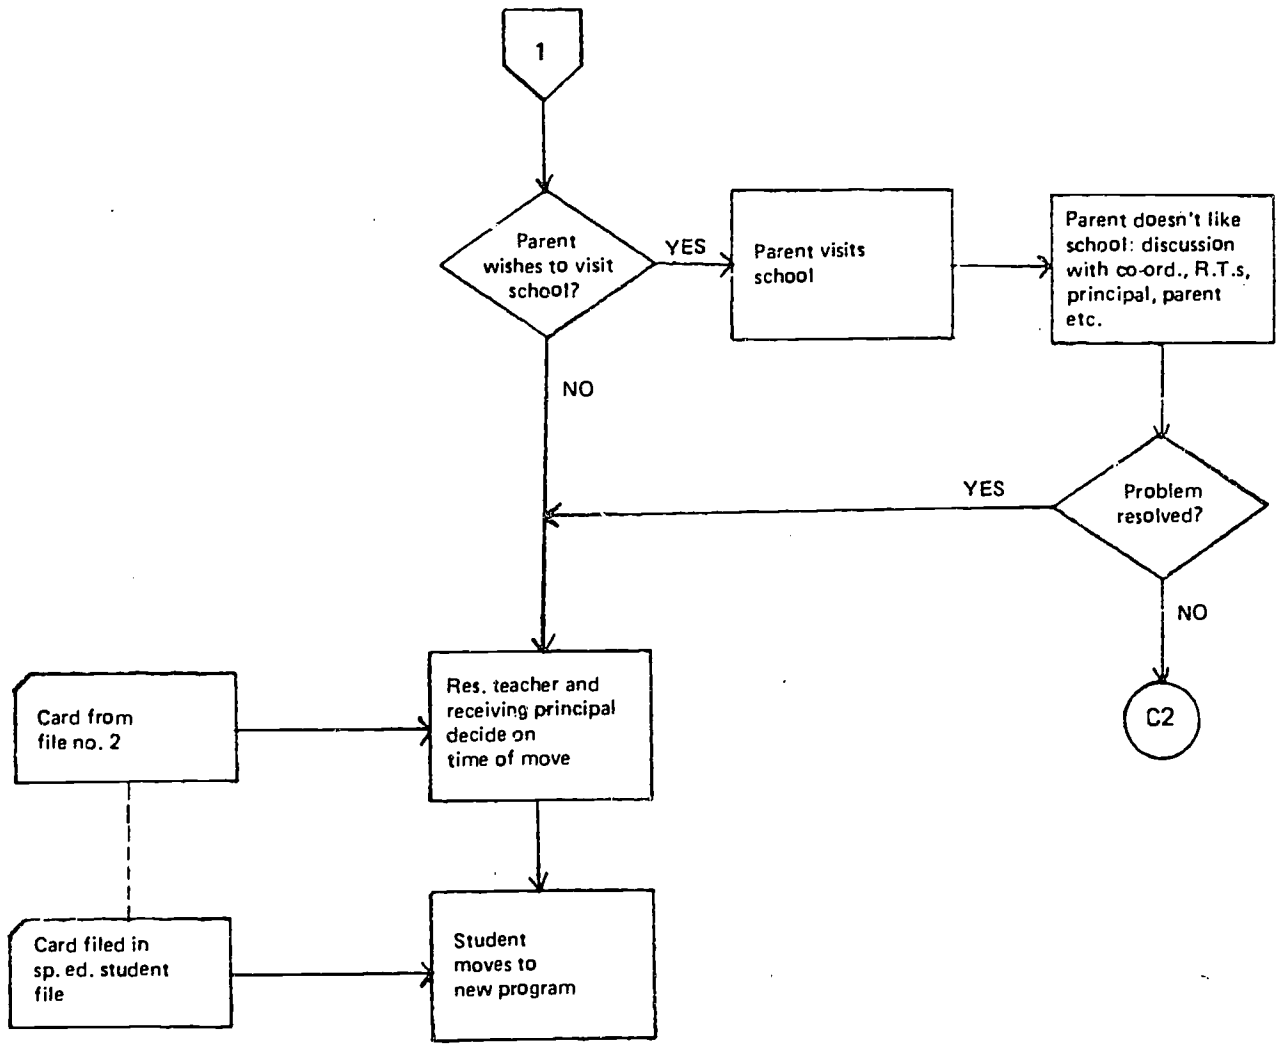 1
Parent
wishes to visit
school?
YES
Parent visits
school
Parent doesn't like
school: discussion
with co-ord., R.T.s,
principal, parent
etc.
NO
YES
Problem
resolved?
NO
C2
Card from
file no. 2
Res. teacher and
receiving principal
decide on
time of move
Card filed in
sp. ed. student
file
Student
moves to
new program